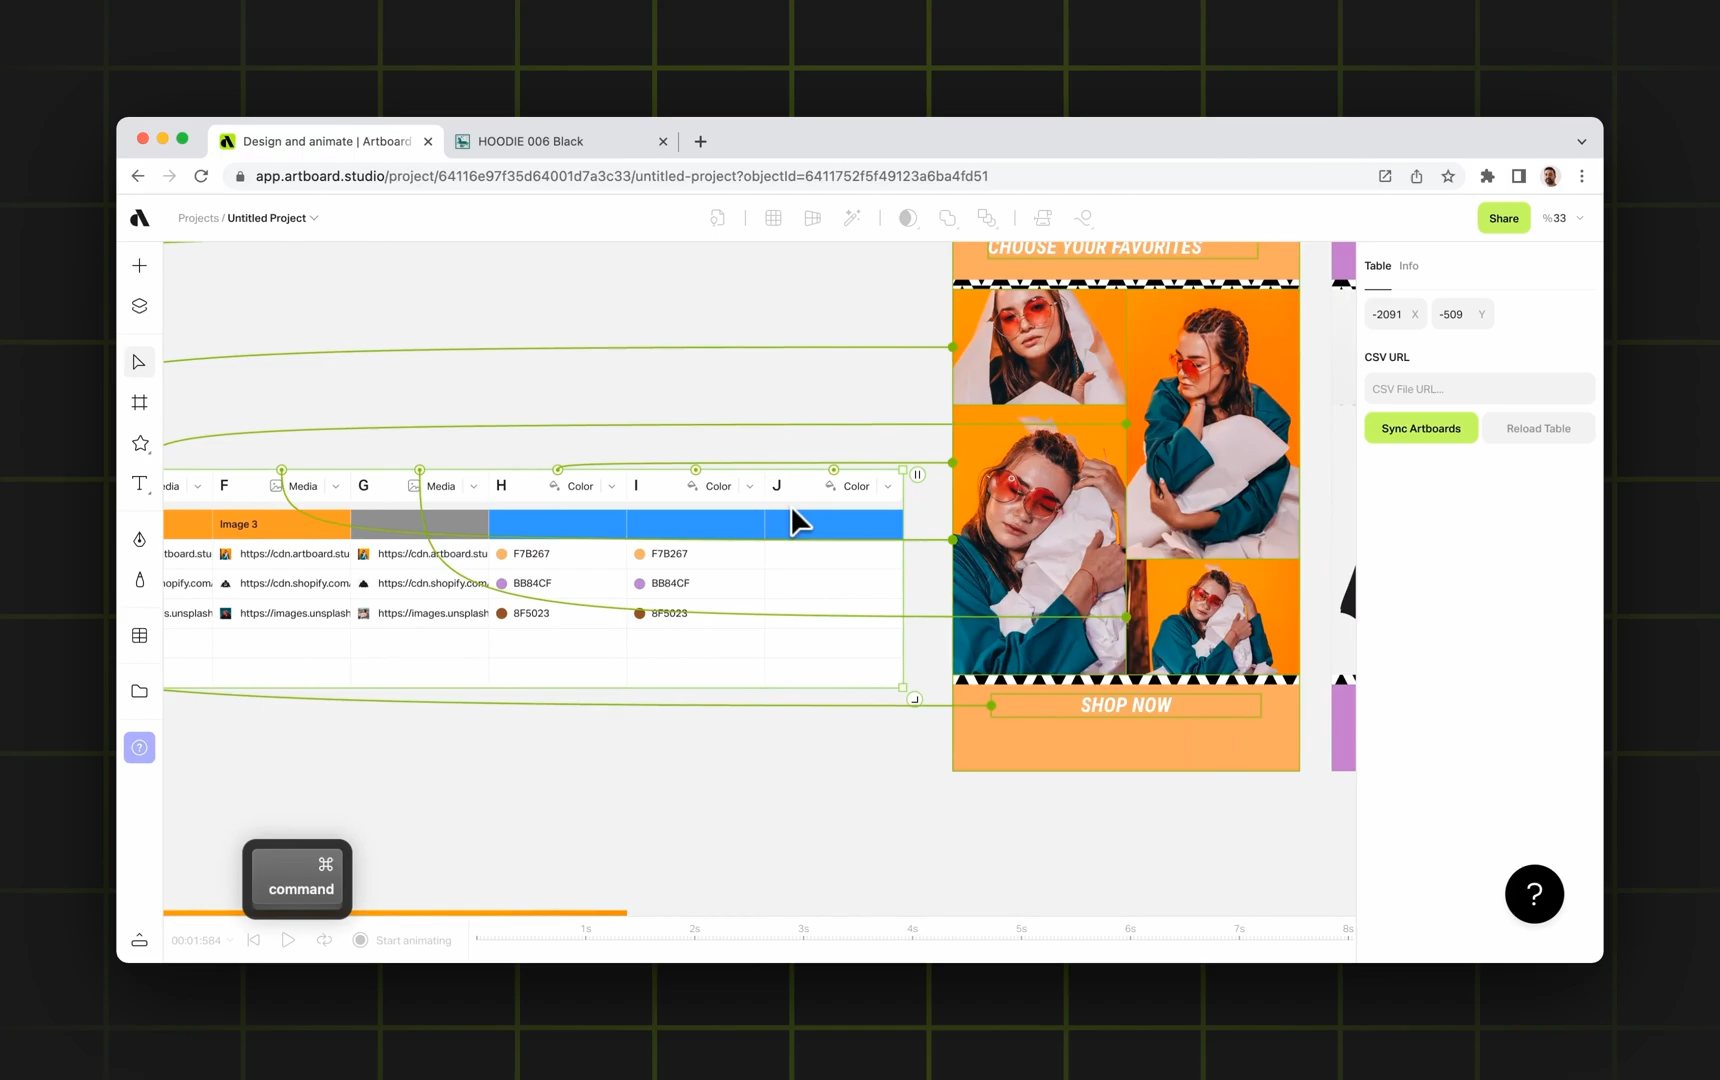 Design and animate | Artboard
HOODIE 006 Black
app.artboard.studio/project/64116e97f35d64001d7a3c33/untitled-project?objectId=6411752f5f49123a6ba4fd51
Projects / Untitled Project
Share
%33
CHOOSE YOUR FAVORITES
Table Info
-2091 X -509 Y
CSV URL
CSV File URL...
Sync Artboards Reload Table
edia F Media G Media H Color I Color J Color
Image 3
tboard.stu https://cdn.artboard.stu https://cdn.artboard.stu F7B267 F7B267
hopify.com/ https://cdn.shopify.com/ https://cdn.shopify.com, BB84CF BB84CF
s.unsplash https://images.unsplash https://images.unsplash 8F5023 8F5023
SHOP NOW
?
⌘
command
?
00:01:584 Start animating 1s 2s 3s 4s 5s 6s 7s 8s